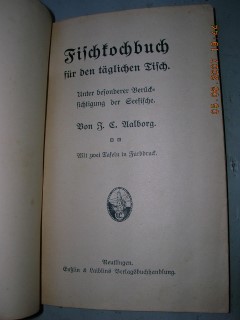 Fischkochbuch
für den täglichen Tisch.
Unter besonderer Berück-
sichtigung der Seefische.
Von J. C. Aalborg.
Mit zwei Tafeln in Farbdruck.
Reutlingen.
Enßlin & Laiblins Verlagsbuchhandlung.